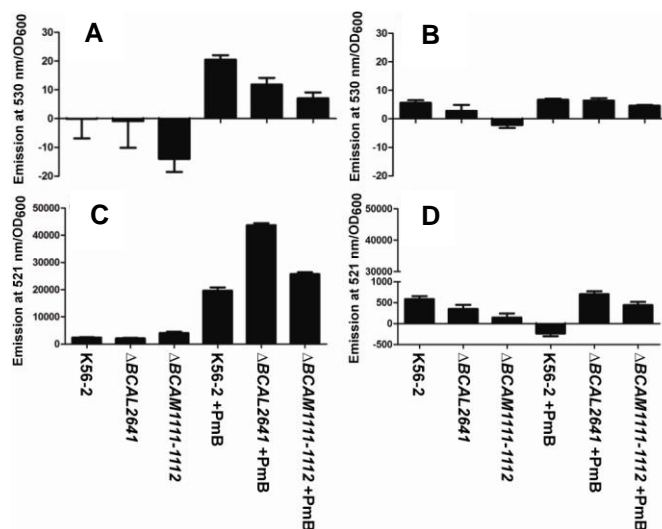 A
B
Emission at 530 nm/OD600
30
20
10
0
-10
-20
Emission at 530 nm/OD600
30
20
10
0
-10
-20
C
D
Emission at 521 nm/OD600
50000
40000
30000
20000
10000
0
Emission at 521 nm/OD600
50000
40000
30000
1000
500
0
-500
K56-2
ΔBCAL2641
ΔBCAM1111-1112
K56-2 +PmB
ΔBCAL2641 +PmB
ΔBCAM1111-1112 +PmB
K56-2
ΔBCAL2641
ΔBCAM1111-1112
K56-2 +PmB
ΔBCAL2641 +PmB
ΔBCAM1111-1112 +PmB